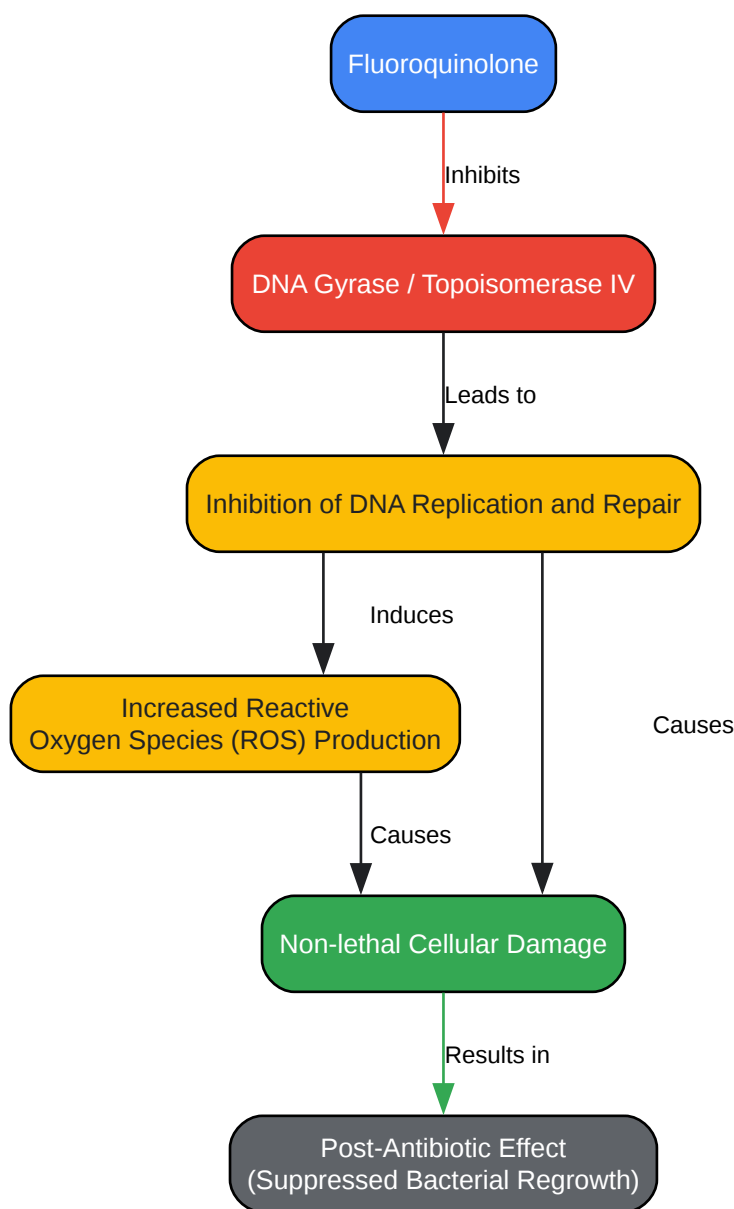 Fluoroquinolone
Inhibits
DNA Gyrase / Topoisomerase IV
Leads to
Inhibition of DNA Replication and Repair
Induces
Increased Reactive
Oxygen Species (ROS) Production
Causes
Causes
Non-lethal Cellular Damage
Results in
Post-Antibiotic Effect
(Suppressed Bacterial Regrowth)